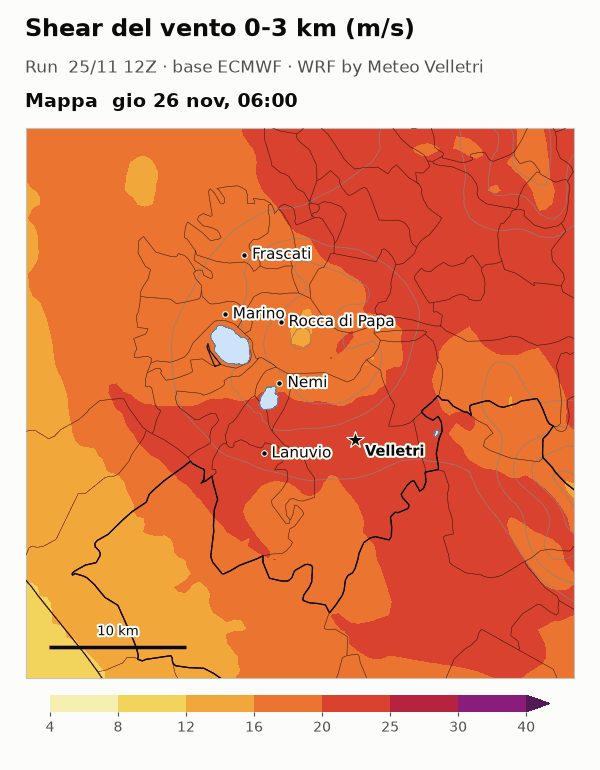 Shear del vento 0-3 km (m/s)
Run  25/11 12Z · base ECMWF · WRF by Meteo Velletri
Mappa  gio 26 nov, 06:00
Frascati
Marino
Rocca di Papa
Nemi
Velletri
Lanuvio
10 km
4 8 12 16 20 25 30 40